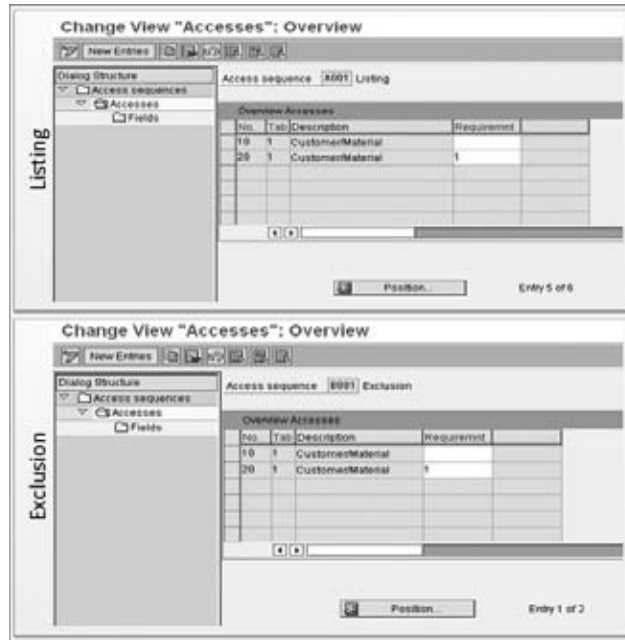 Listing
Change View "Accesses": Overview
New Entries
Dialog Structure
Access sequences
Accesses
Fields
Access sequence A001 Listing
Overview Accesses
No. Tab Description Requiremnt
10 1 Customer/Material
20 1 Customer/Material 1
Position...
Entry 5 of 6
Exclusion
Change View "Accesses": Overview
New Entries
Dialog Structure
Access sequences
Accesses
Fields
Access sequence B001 Exclusion
Overview Accesses
No. Tab Description Requiremnt
10 1 Customer/Material
20 1 Customer/Material 1
Position...
Entry 1 of 2